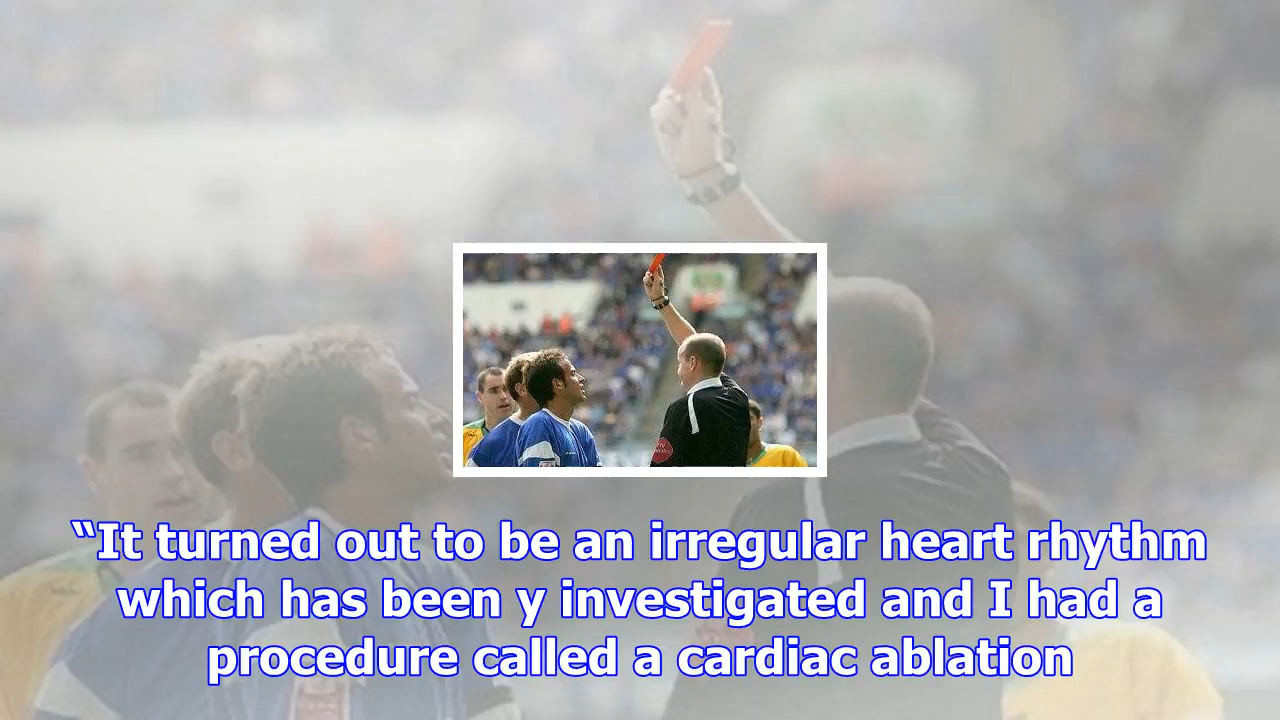 “It turned out to be an irregular heart rhythm
which has been y investigated and I had a
procedure called a cardiac ablation